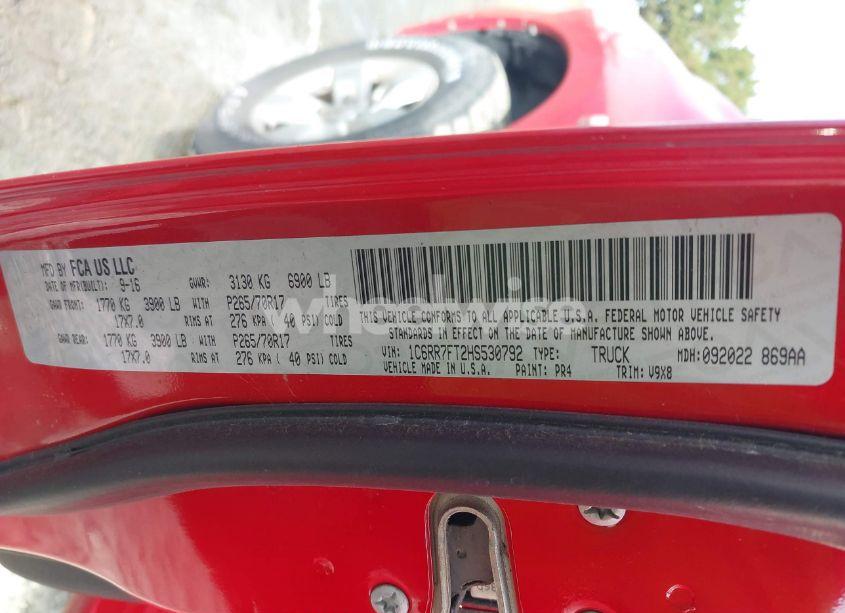 MFD BY FCA US LLC
DATE OF MFR(BUILT): 9-16 GVWR: 3130 KG 6900 LB
GAWR FRONT: 1770 KG 3900 LB WITH P265/70R17 TIRES
17X7.0 RIMS AT 276 KPA ( 40 PSI) COLD
GAWR REAR: 1770 KG 3900 LB WITH P265/70R17 TIRES
17X7.0 RIMS AT 276 KPA ( 40 PSI) COLD
THIS VEHICLE CONFORMS TO ALL APPLICABLE U.S.A. FEDERAL MOTOR VEHICLE SAFETY
STANDARDS IN EFFECT ON THE DATE OF MANUFACTURE SHOWN ABOVE.
VIN: 1C6RR7FT2HS530792 TYPE: TRUCK MDH: 092022 869AA
VEHICLE MADE IN U.S.A. PAINT: PR4 TRIM: V9X8
wheelwise